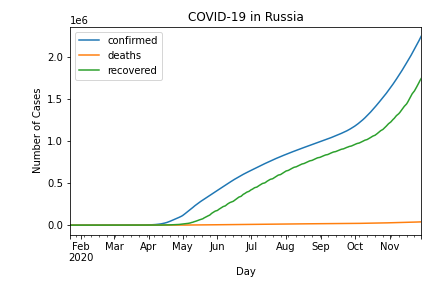 COVID-19 in Russia
1e6
confirmed
deaths
recovered
2.0
1.5
1.0
0.5
0.0
Number of Cases
Feb Mar Apr May Jun Jul Aug Sep Oct Nov
2020
Day